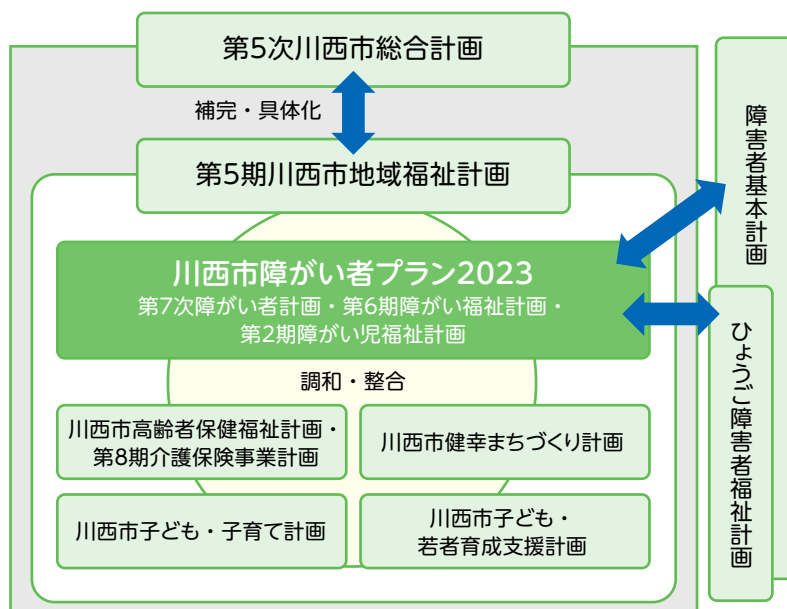 第5次川西市総合計画
補完・具体化
第5期川西市地域福祉計画
川西市障がい者プラン2023
第7次障がい者計画・第6期障がい福祉計画・
第2期障がい児福祉計画
調和・整合
川西市高齢者保健福祉計画・
第8期介護保険事業計画
川西市健幸まちづくり計画
川西市子ども・子育て計画
川西市子ども・
若者育成支援計画
障害者基本計画
ひょうご障害者福祉計画